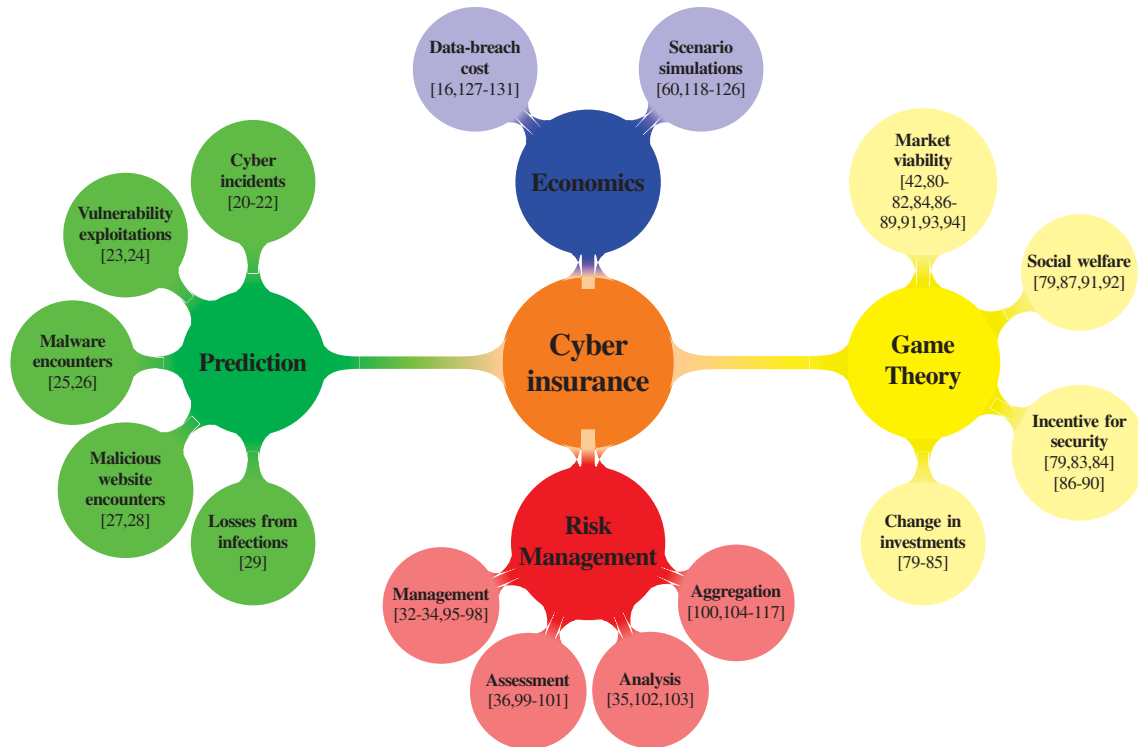 Data-breach
cost
[16,127-131]
Scenario
simulations
[60,118-126]
Economics
Cyber
incidents
[20-22]
Vulnerability
exploitations
[23,24]
Malware
encounters
[25,26]
Malicious
website
encounters
[27,28]
Losses from
infections
[29]
Prediction
Cyber
insurance
Market
viability
[42,80-
82,84,86-
89,91,93,94]
Social welfare
[79,87,91,92]
Game
Theory
Incentive for
security
[79,83,84]
[86-90]
Change in
investments
[79-85]
Risk
Management
Management
[32-34,95-98]
Assessment
[36,99-101]
Analysis
[35,102,103]
Aggregation
[100,104-117]